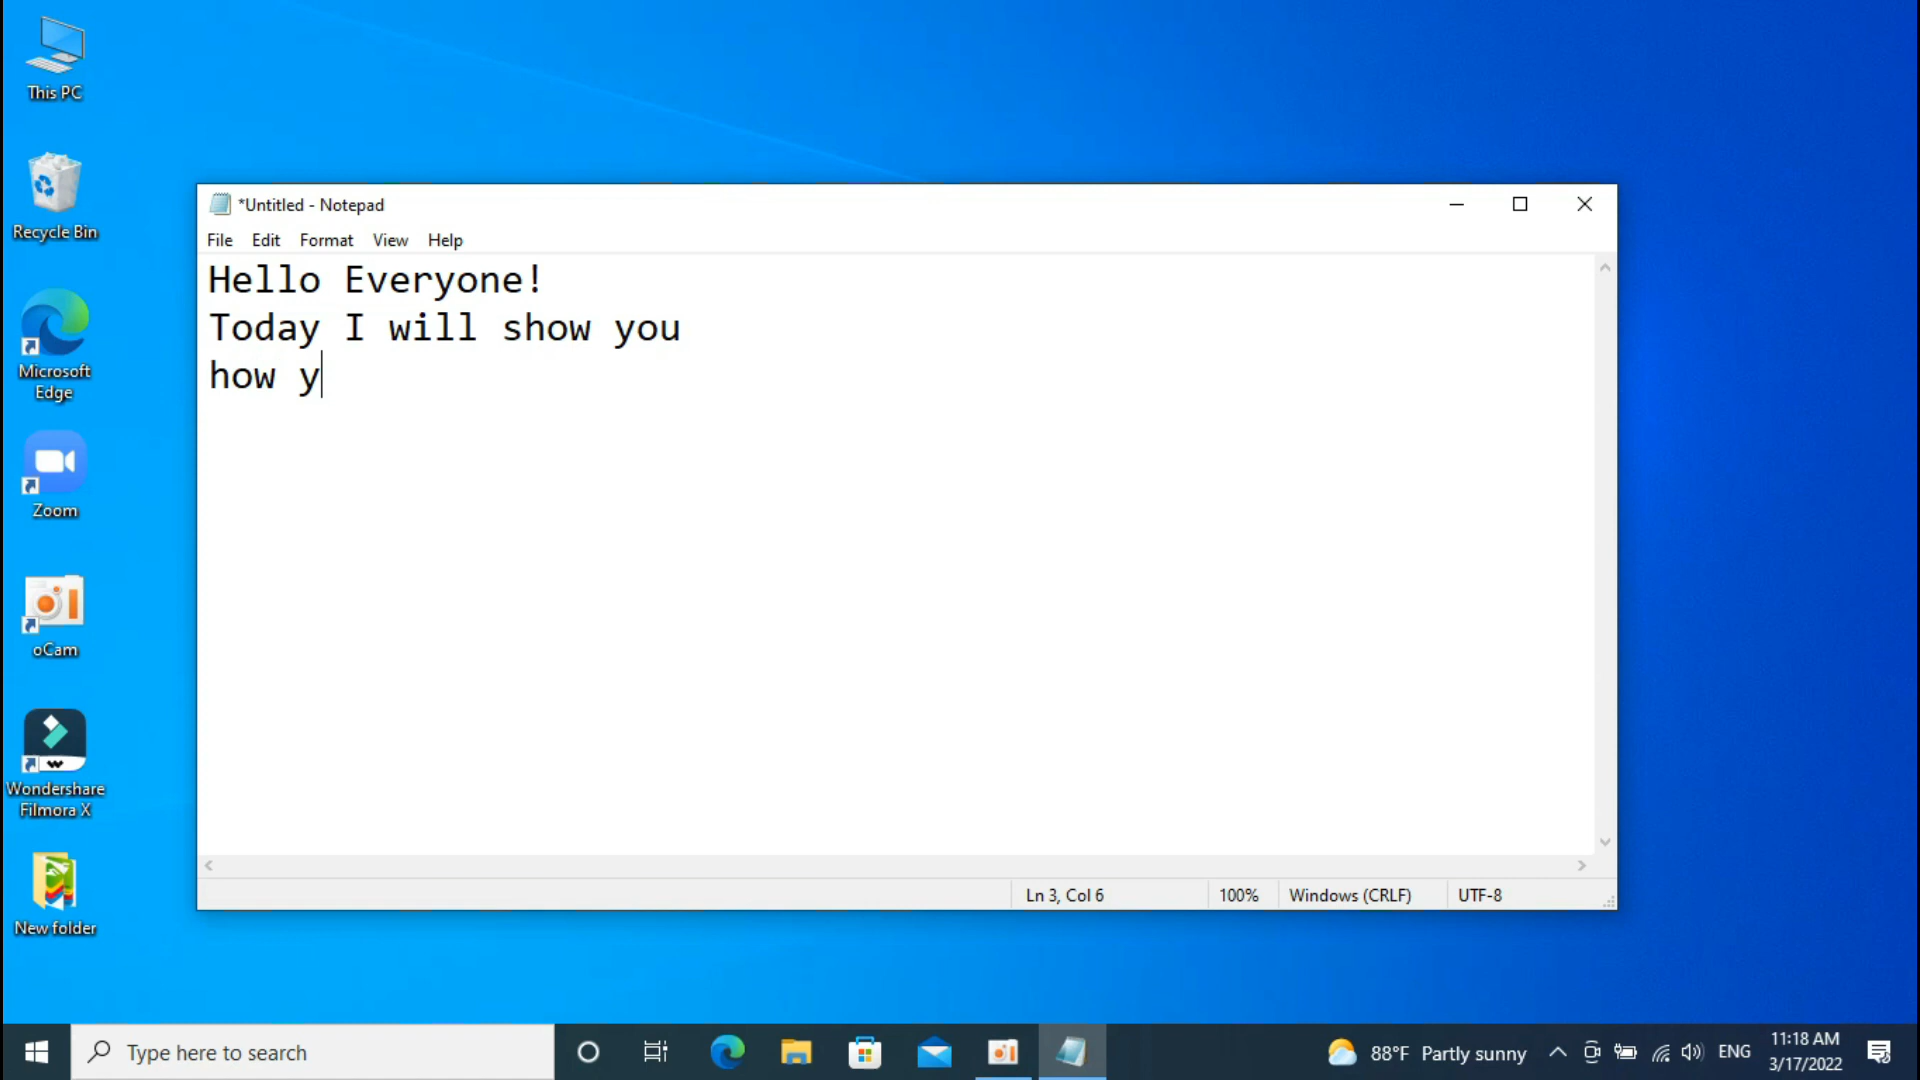 This PC
Recycle Bin
Microsoft
Edge
Zoom
oCam
Wondershare
Filmora X
New folder
*Untitled - Notepad
File Edit Format View Help
Hello Everyone!
Today I will show you
how y
Ln 3, Col 6
100%
Windows (CRLF)
UTF-8
Type here to search
88°F Partly sunny
ENG
11:18 AM
3/17/2022